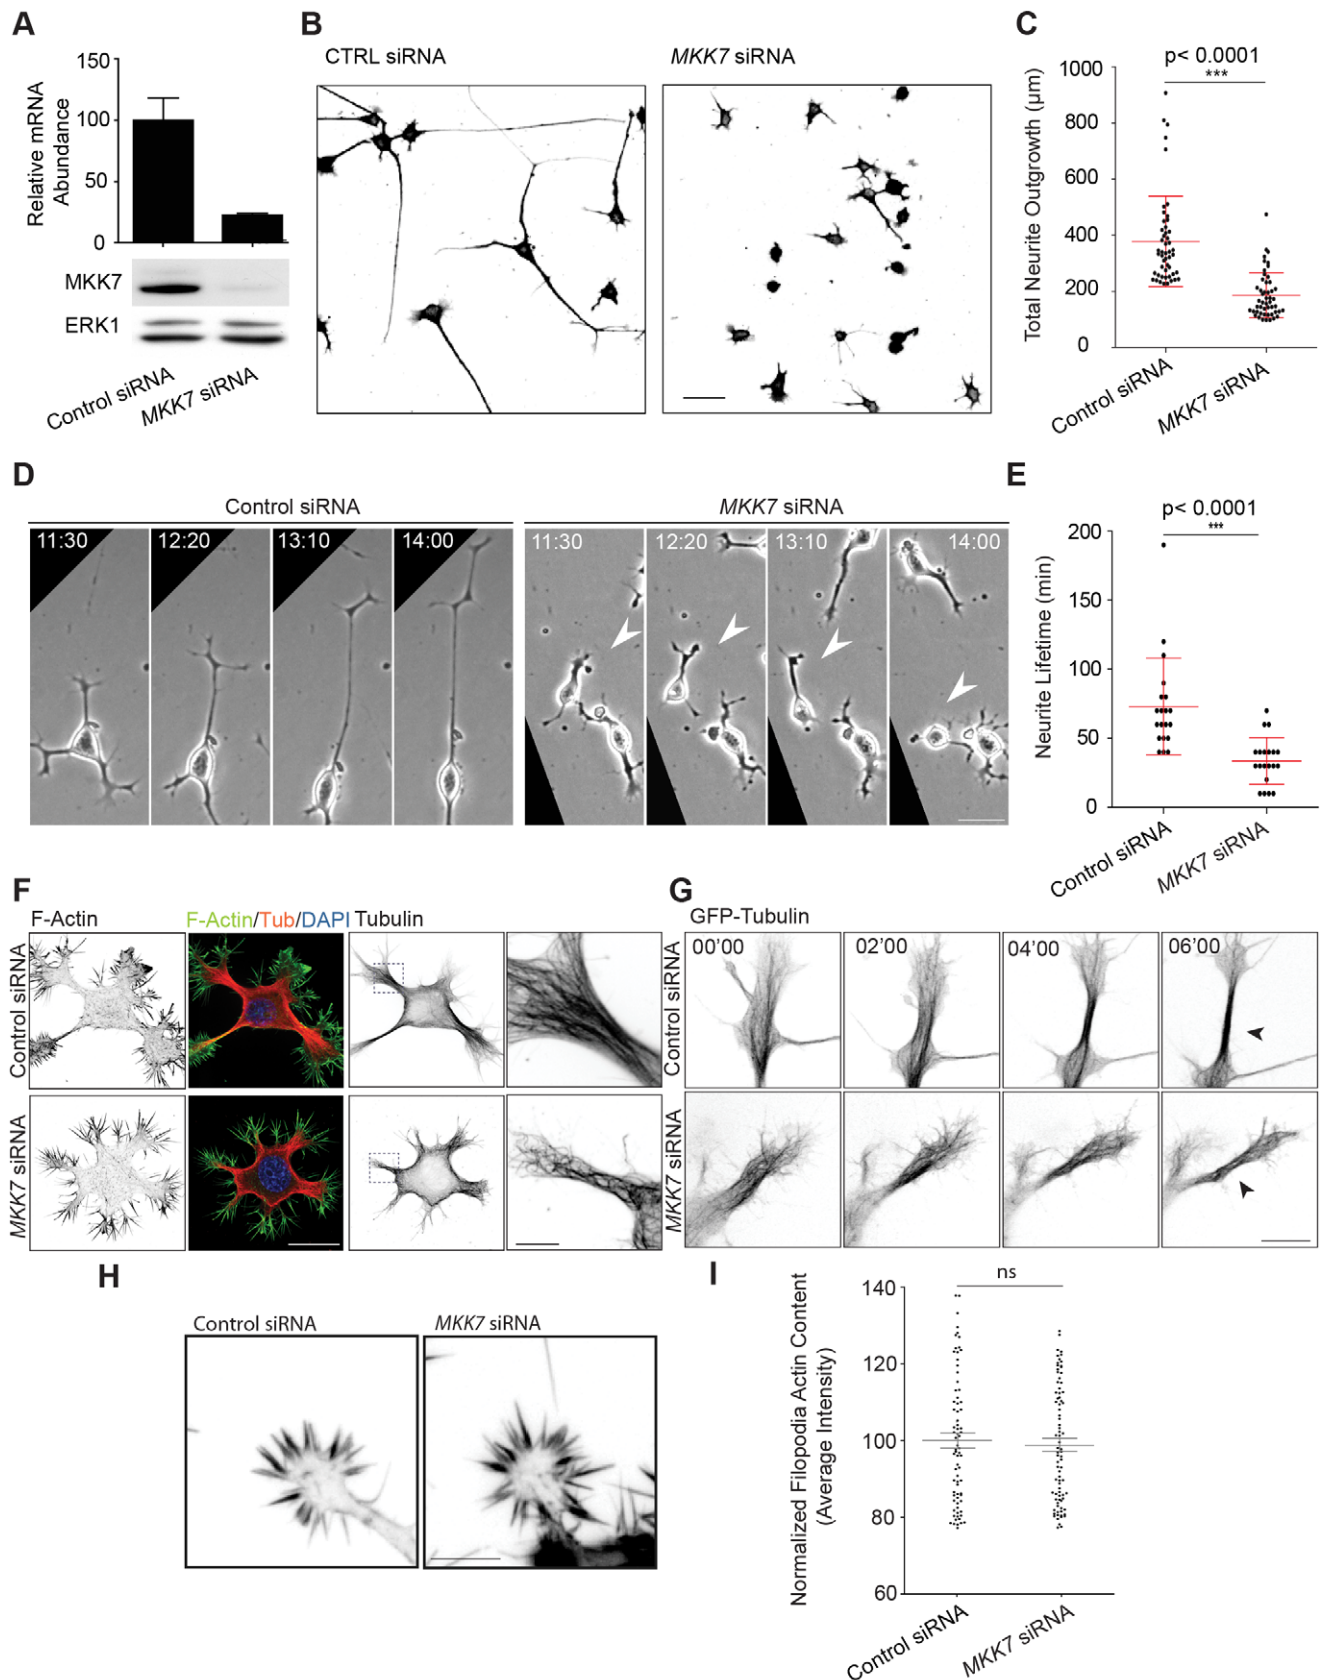 A
150
100
50
0
Relative mRNA
Abundance
MKK7
ERK1
Control siRNA
MKK7 siRNA
B
CTRL siRNA
MKK7 siRNA
C
p< 0.0001
***
1000
800
600
400
200
0
Total Neurite Outgrowth (µm)
Control siRNA
MKK7 siRNA
D
Control siRNA
11:30
12:20
13:10
14:00
MKK7 siRNA
11:30
12:20
13:10
14:00
E
p< 0.0001
***
200
150
100
50
0
Neurite Lifetime (min)
Control siRNA
MKK7 siRNA
F
F-Actin
F-Actin/Tub/DAPI
Tubulin
Control siRNA
MKK7 siRNA
G
GFP-Tubulin
00'00
02'00
04'00
06'00
Control siRNA
MKK7 siRNA
H
Control siRNA
MKK7 siRNA
I
ns
140
120
100
80
60
Normalized Filopodia Actin Content
(Average Intensity)
Control siRNA
MKK7 siRNA